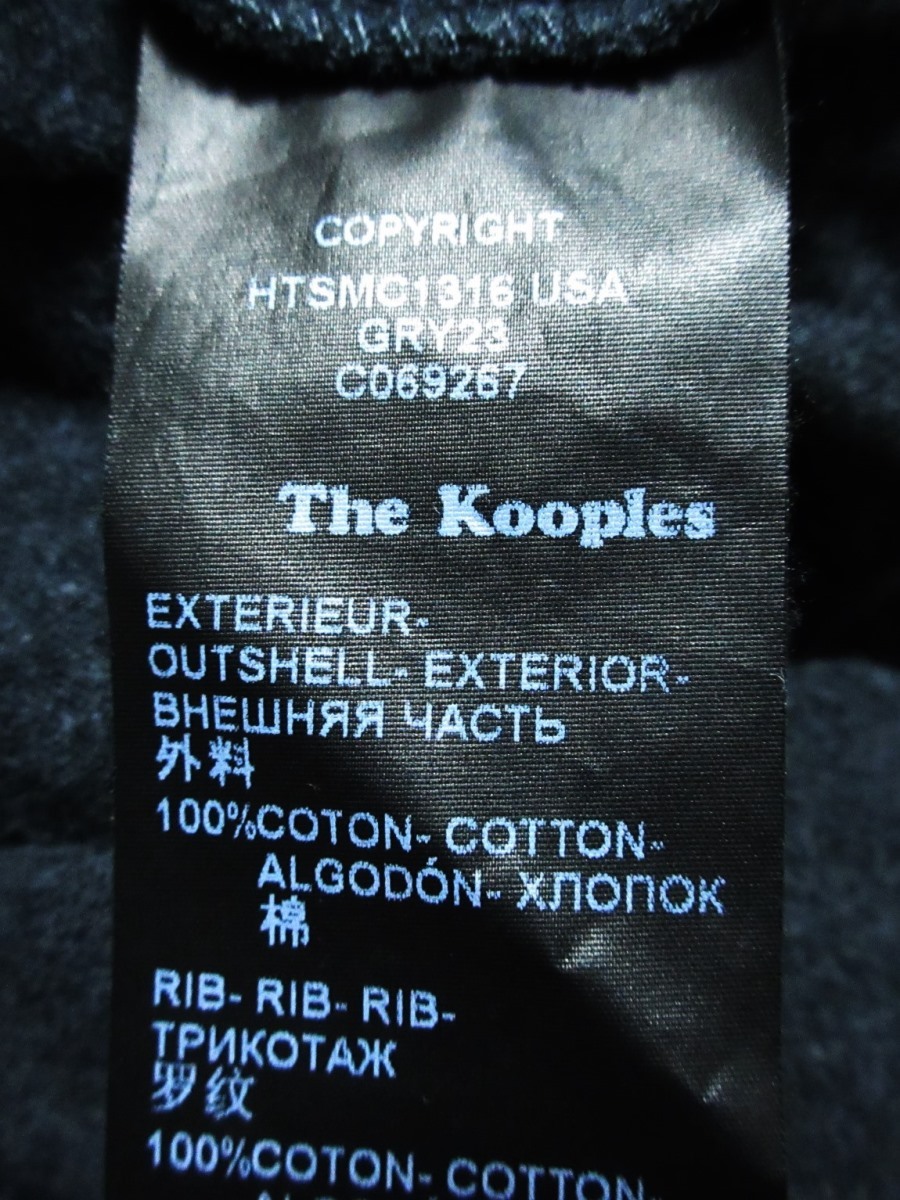 COPYRIGHT
HTSMC1316 USA
GRY23
C069267
The Kooples
EXTERIEUR-
OUTSHELL- EXTERIOR-
ВНЕШНЯЯ ЧАСТЬ
外料
100%COTON- COTTON-
ALGODÓN- ХЛОПОК
棉
RIB- RIB- RIB-
ТРИКОТАЖ
罗纹
100%COTON- COTTON-